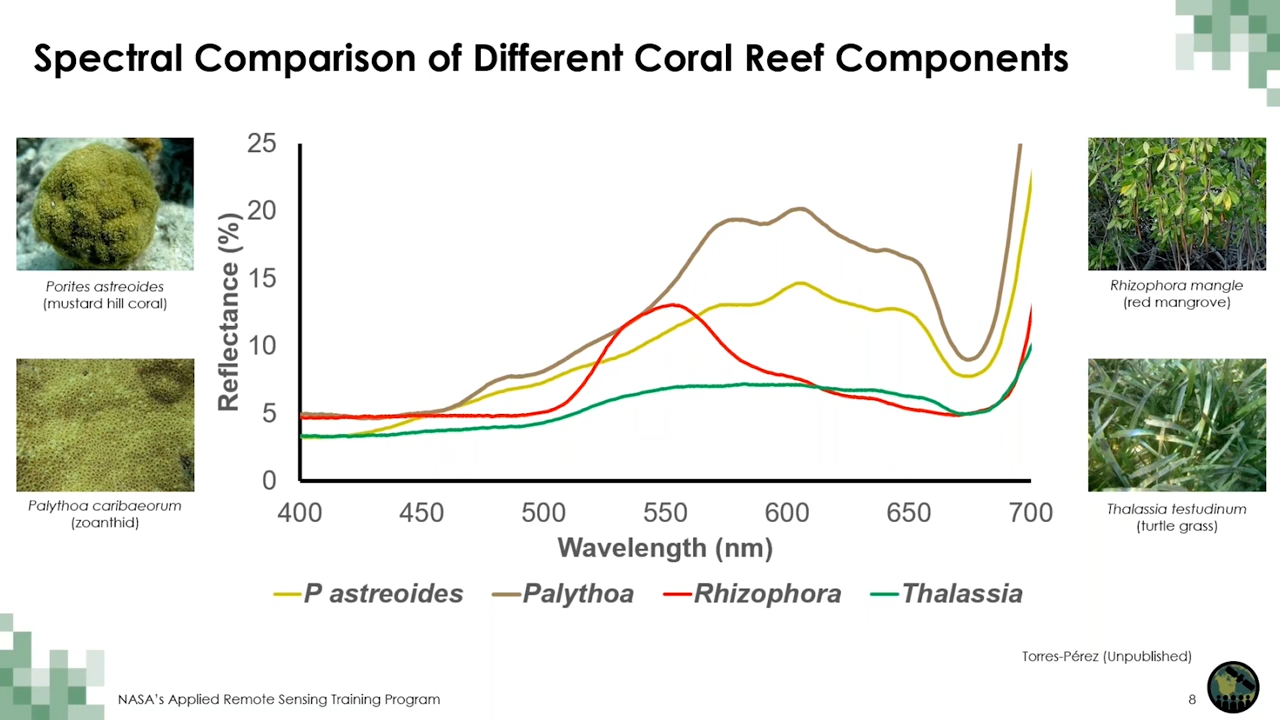 Spectral Comparison of Different Coral Reef Components
Porites astreoides
(mustard hill coral)
Palythoa caribaeorum
(zoanthid)
Reflectance (%)
25
20
15
10
5
0
400 450 500 550 600 650 700
Wavelength (nm)
P astreoides Palythoa Rhizophora Thalassia
Rhizophora mangle
(red mangrove)
Thalassia testudinum
(turtle grass)
Torres-Pérez (Unpublished)
NASA's Applied Remote Sensing Training Program
8